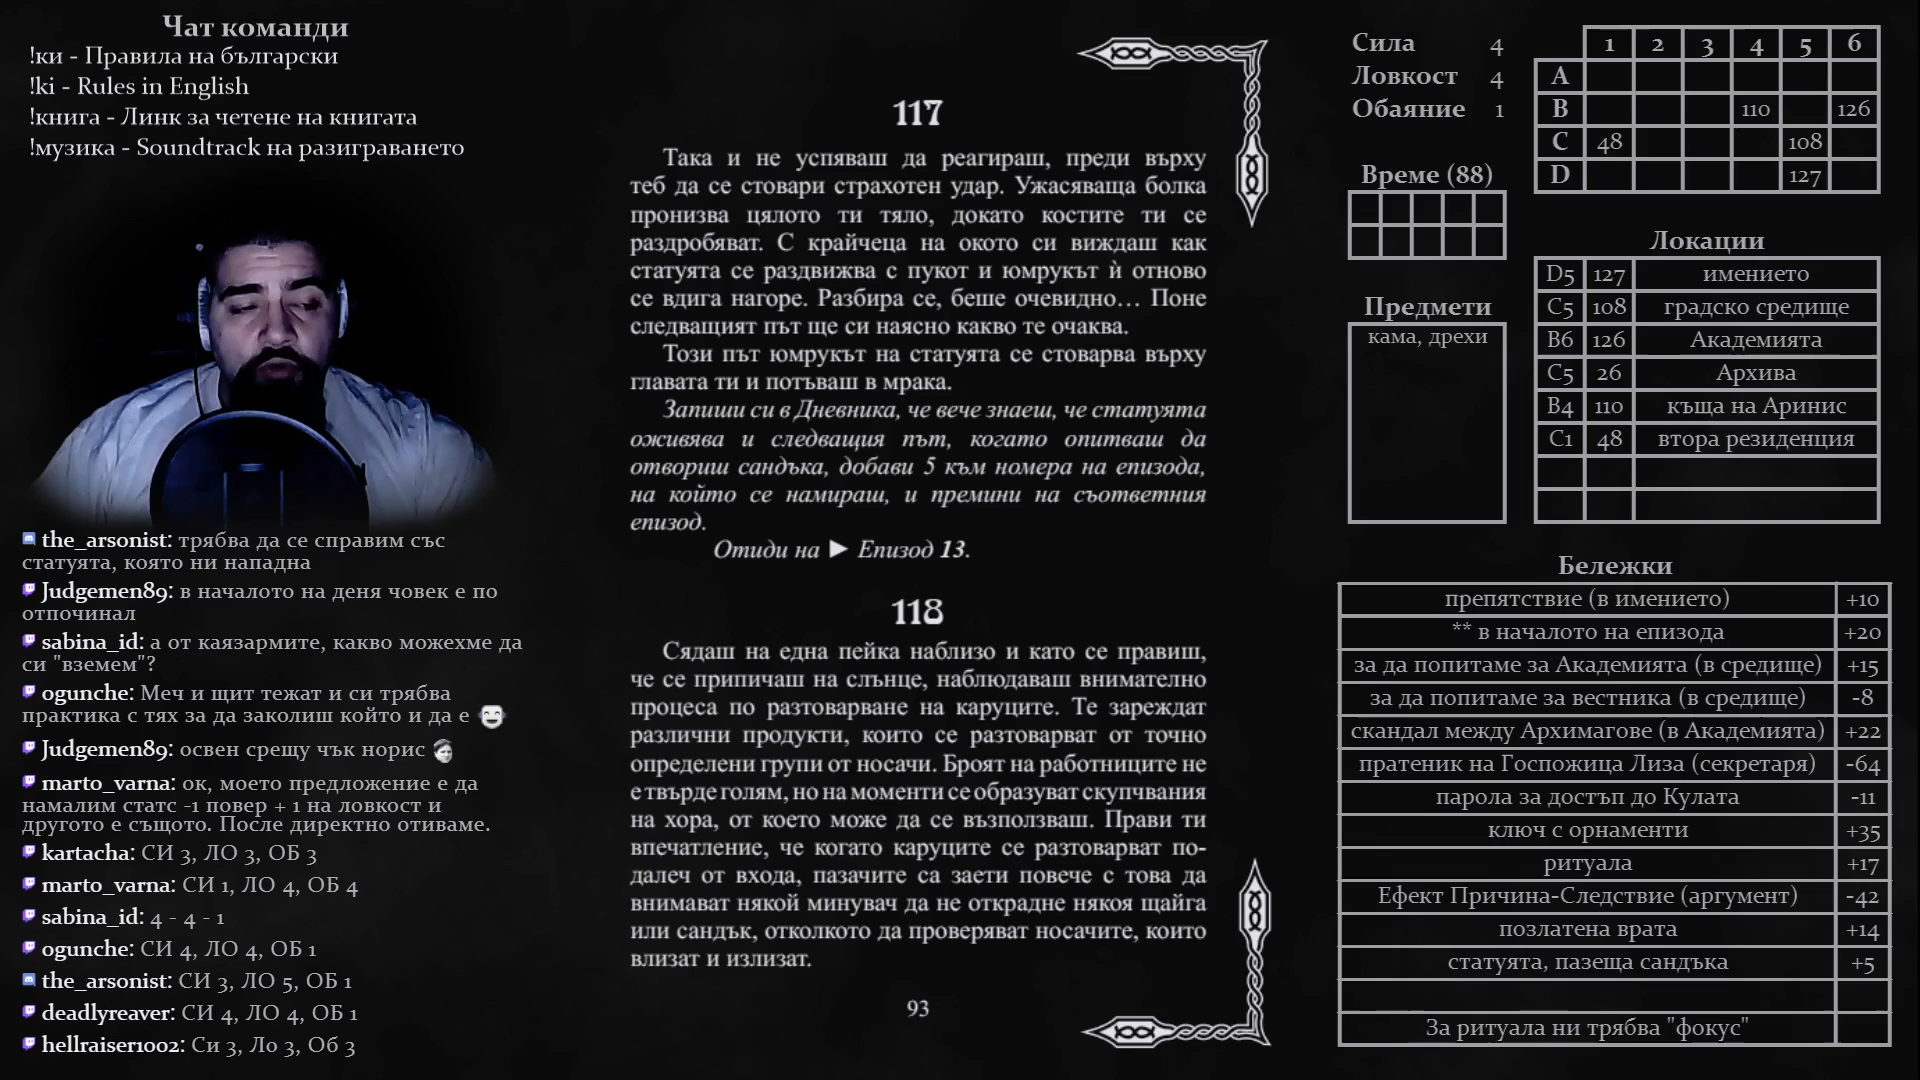 Чат команди
!ки - Правила на български
!ki - Rules in English
!книга - Линк за четене на книгата
!музика - Soundtrack на разиграването
the_arsonist: трябва да се справим със
статуята, която ни нападна
Judgemen89: в началото на деня човек е по
отпочинал
sabina_id: а от каязармите, какво можехме да
си "вземем"?
ogunche: Меч и щит тежат и си трябва
практика с тях за да заколиш който и да е
Judgemen89: освен срещу чък норис
marto_varna: ок, моето предложение е да
намалим статс -1 повер + 1 на ловкост и
другото е същото. После директно отиваме.
kartacha: СИ 3, ЛО 3, ОБ 3
marto_varna: СИ 1, ЛО 4, ОБ 4
sabina_id: 4 - 4 - 1
ogunche: СИ 4, ЛО 4, ОБ 1
the_arsonist: СИ 3, ЛО 5, ОБ 1
deadlyreaver: СИ 4, ЛО 4, ОБ 1
hellraiser1002: Си 3, Ло 3, Об 3
117
Така и не успяваш да реагираш, преди върху
теб да се стовари страхотен удар. Ужасяваща болка
пронизва цялото ти тяло, докато костите ти се
раздробяват. С крайчеца на окото си виждаш как
статуята се раздвижва с пукот и юмрукът ѝ отново
се вдига нагоре. Разбира се, беше очевидно… Поне
следващият път ще си наясно какво те очаква.
Този път юмрукът на статуята се стоварва върху
главата ти и потъваш в мрака.
Запиши си в Дневника, че вече знаеш, че статуята
оживява и следващия път, когато опитваш да
отвориш сандъка, добави 5 към номера на епизода,
на който се намираш, и премини на съответния
епизод.
Отиди на ► Епизод 13.
118
Сядаш на една пейка наблизо и като се правиш,
че се припичаш на слънце, наблюдаваш внимателно
процеса по разтоварване на каруците. Те зареждат
различни продукти, които се разтоварват от точно
определени групи от носачи. Броят на работниците не
е твърде голям, но на моменти се образуват скупчвания
на хора, от което може да се възползваш. Прави ти
впечатление, че когато каруците се разтоварват по-
далеч от входа, пазачите са заети повече с това да
внимават някой минувач да не открадне някоя щайга
или сандък, отколкото да проверяват носачите, които
влизат и излизат.
93
Сила 4
Ловкост 4
Обаяние 1
Време (88)
Предмети
кама, дрехи
1 2 3 4 5 6
A
B 110 126
C 48 108
D 127
Локации
D5 127 имението
C5 108 градско средище
B6 126 Академията
C5 26 Архива
B4 110 къща на Аринис
C1 48 втора резиденция
Бележки
препятствие (в имението) +10
** в началото на епизода +20
за да попитаме за Академията (в средище) +15
за да попитаме за вестника (в средище) -8
скандал между Архимагове (в Академията) +22
пратеник на Госпожица Лиза (секретаря) -64
парола за достъп до Кулата -11
ключ с орнаменти +35
ритуала +17
Ефект Причина-Следствие (аргумент) -42
позлатена врата +14
статуята, пазеща сандъка +5
За ритуала ни трябва "фокус"